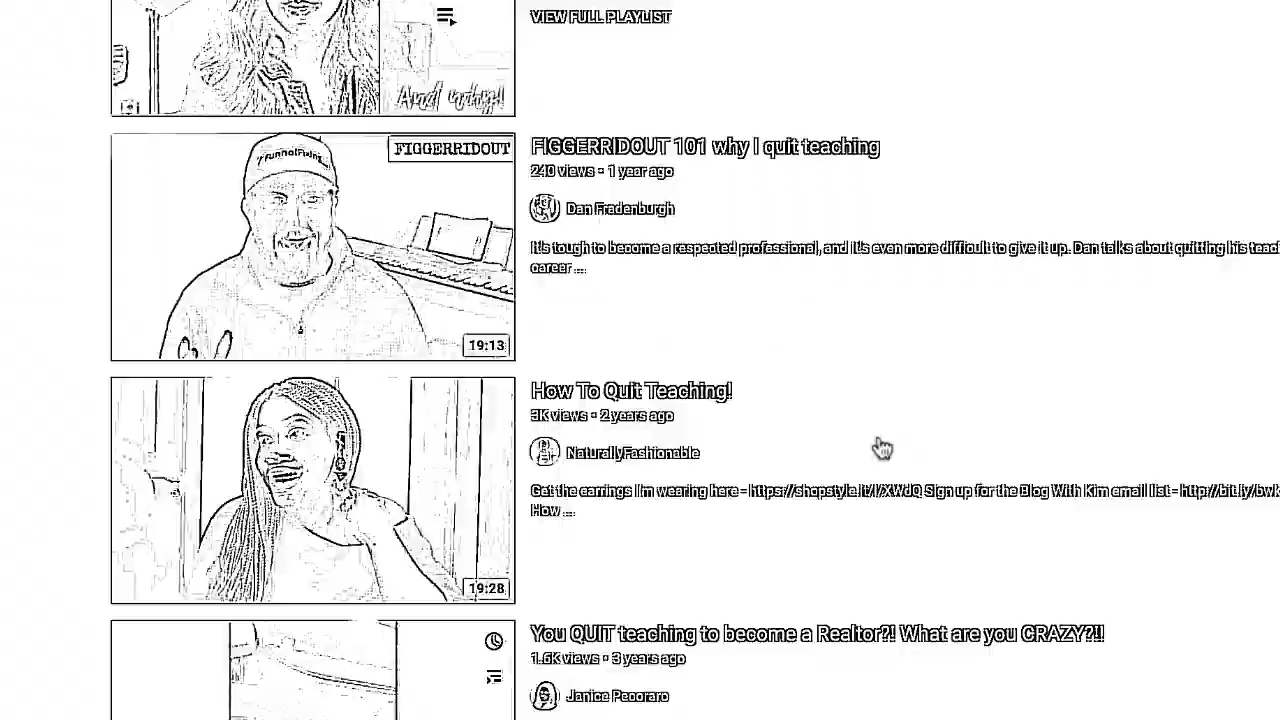 VIEW FULL PLAYLIST
And why!
FIGGERRIDOUT
FunnelFixing
19:13
FIGGERRIDOUT 101 why I quit teaching
240 views • 1 year ago
Dan Fradenburgh
It's tough to become a respected professional, and it's even more difficult to give it up. Dan talks about quitting his teaci
career ...
19:28
How To Quit Teaching!
3K views • 2 years ago
NaturallyFashionable
Get the earrings I'm wearing here - https://shopstyle.it/l/XWdQ Sign up for the Blog With Kim email list - http://bit.ly/bwk
How ...
You QUIT teaching to become a Realtor?! What are you CRAZY?!!
1.6K views • 3 years ago
Janice Pecoraro